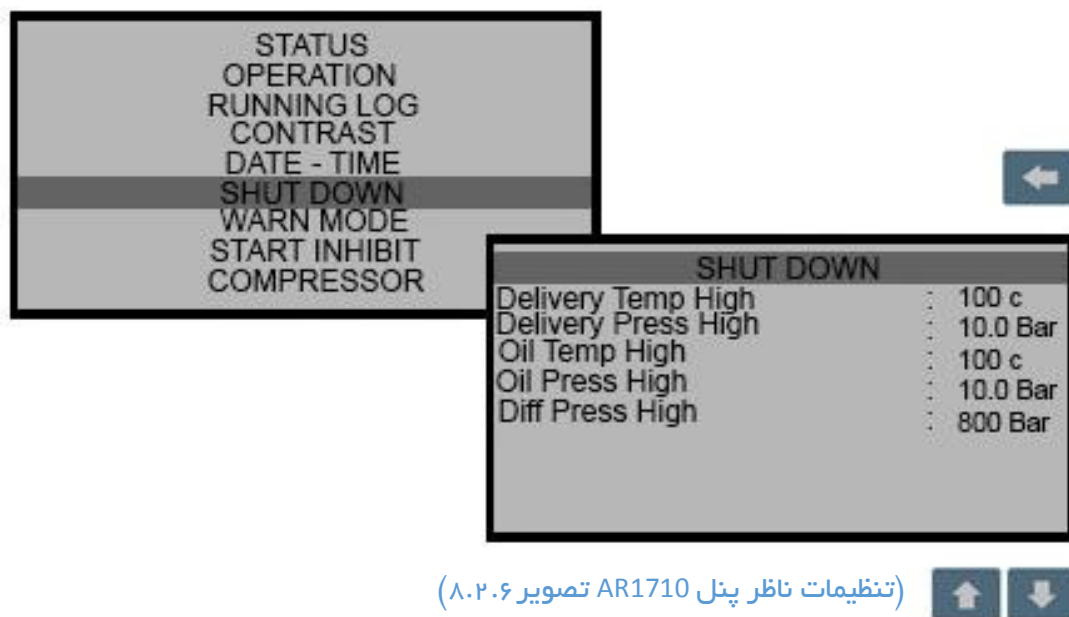 STATUS
OPERATION
RUNNING LOG
CONTRAST
DATE - TIME
SHUT DOWN
WARN MODE
START INHIBIT
COMPRESSOR
SHUT DOWN
Delivery Temp High : 100 c
Delivery Press High : 10.0 Bar
Oil Temp High : 100 c
Oil Press High : 10.0 Bar
Diff Press High : 800 Bar
(تنظیمات ناظر پنل AR1710 تصویر ۸.۲.۶)